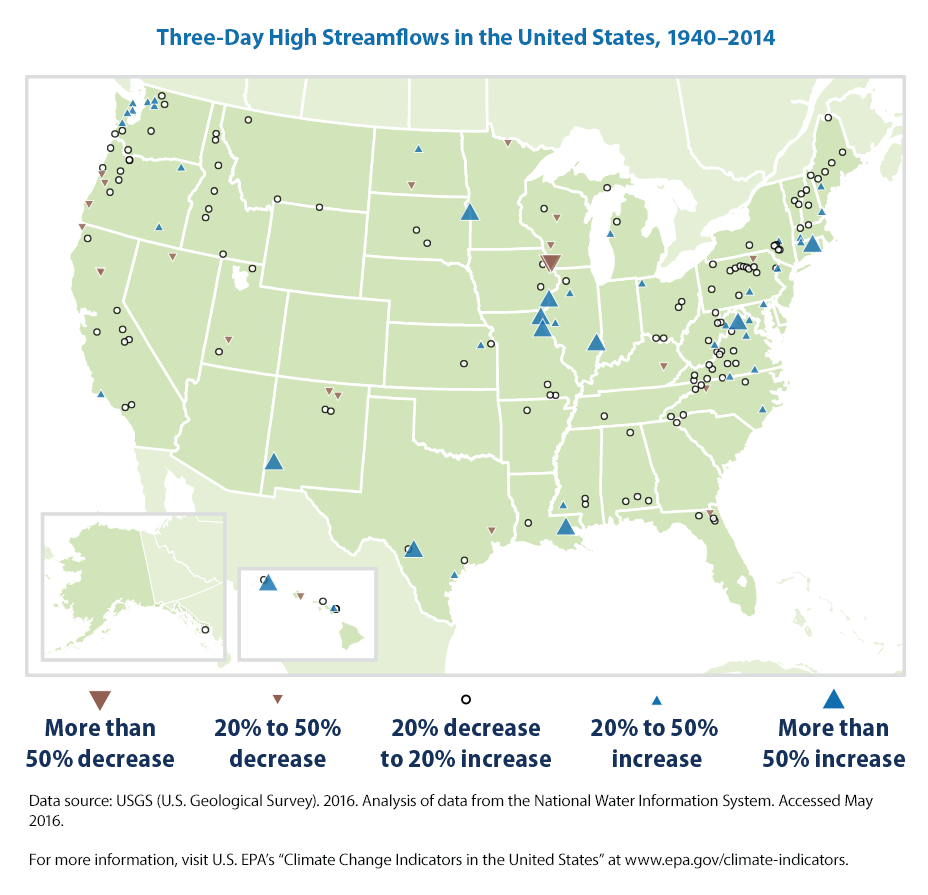 Three-Day High Streamflows in the United States, 1940–2014
More than
50% decrease
20% to 50%
decrease
20% decrease
to 20% increase
20% to 50%
increase
More than
50% increase
Data source: USGS (U.S. Geological Survey). 2016. Analysis of data from the National Water Information System. Accessed May
2016.
For more information, visit U.S. EPA’s “Climate Change Indicators in the United States” at www.epa.gov/climate-indicators.